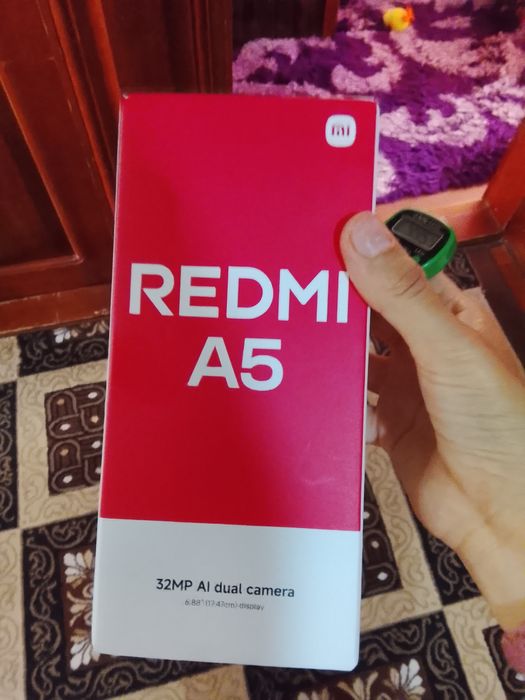 mi
REDMI
A5
32MP AI dual camera
6.88" (17.47cm) display